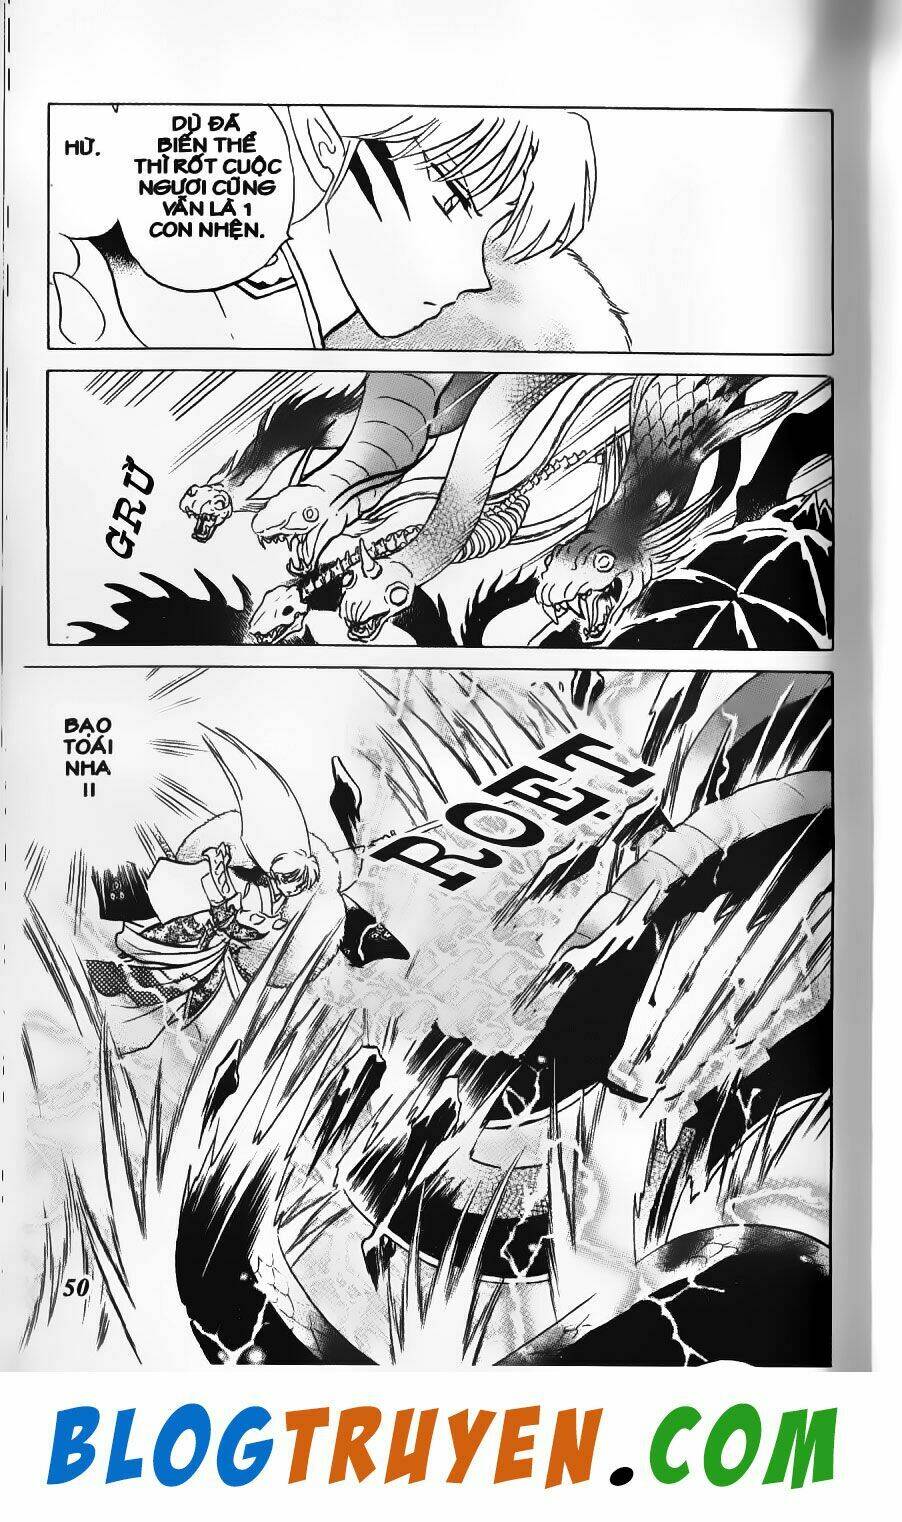 DÙ ĐÃ
BIẾN THỂ
THÌ RỐT CUỘC
NGƯƠI CŨNG
VẪN LÀ 1
CON NHỆN.
HỪ.
GRỪ
BẠO
TOÁI
NHA
!!
ROẸT
50
BLOGTRUYEN.COM